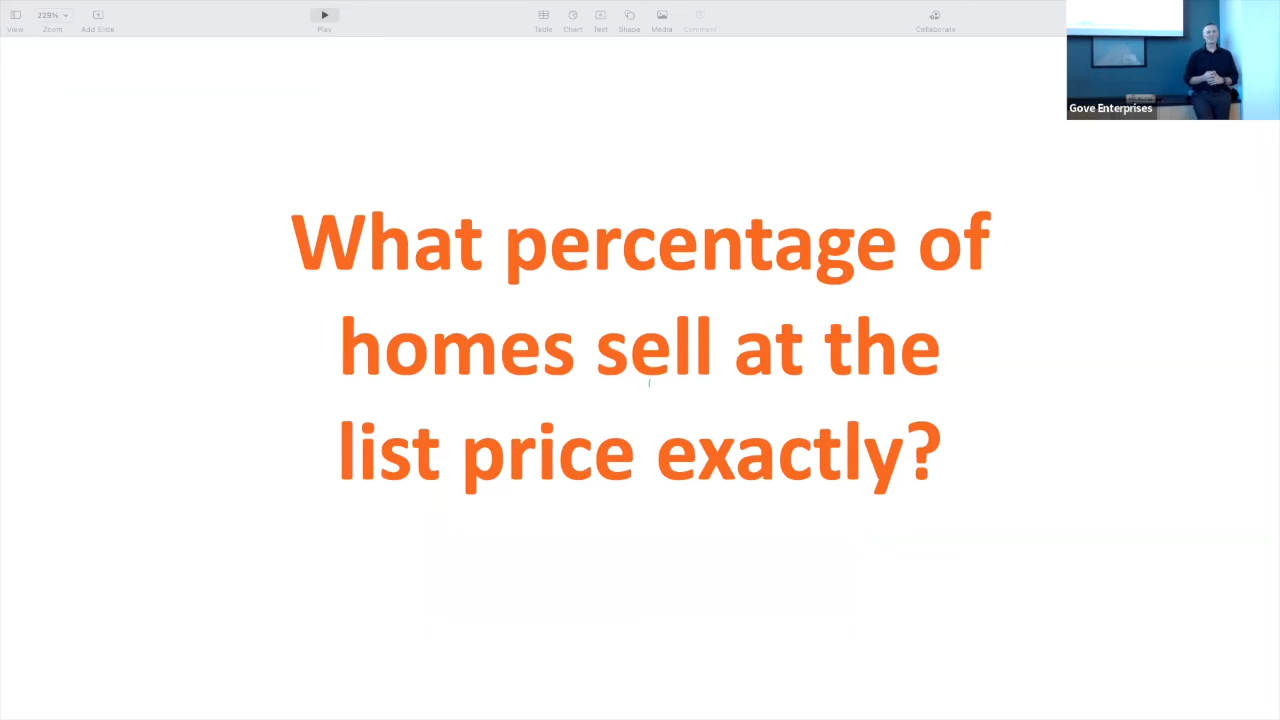 229%
View
Zoom
Add Slide
Play
Table
Chart
Text
Shape
Media
Comment
Collaborate
Gove Enterprises
What percentage of
homes sell at the
list price exactly?